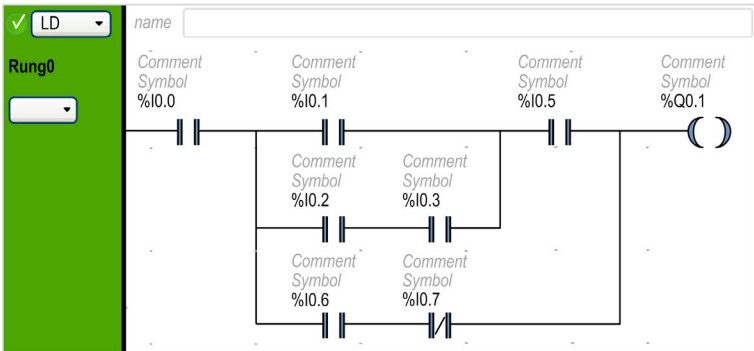 LD name
Rung0
Comment Comment Comment Comment
Symbol Symbol Symbol Symbol
%I0.0 %I0.1 %I0.5 %Q0.1
Comment Comment
Symbol Symbol
%I0.2 %I0.3
Comment Comment
Symbol Symbol
%I0.6 %I0.7